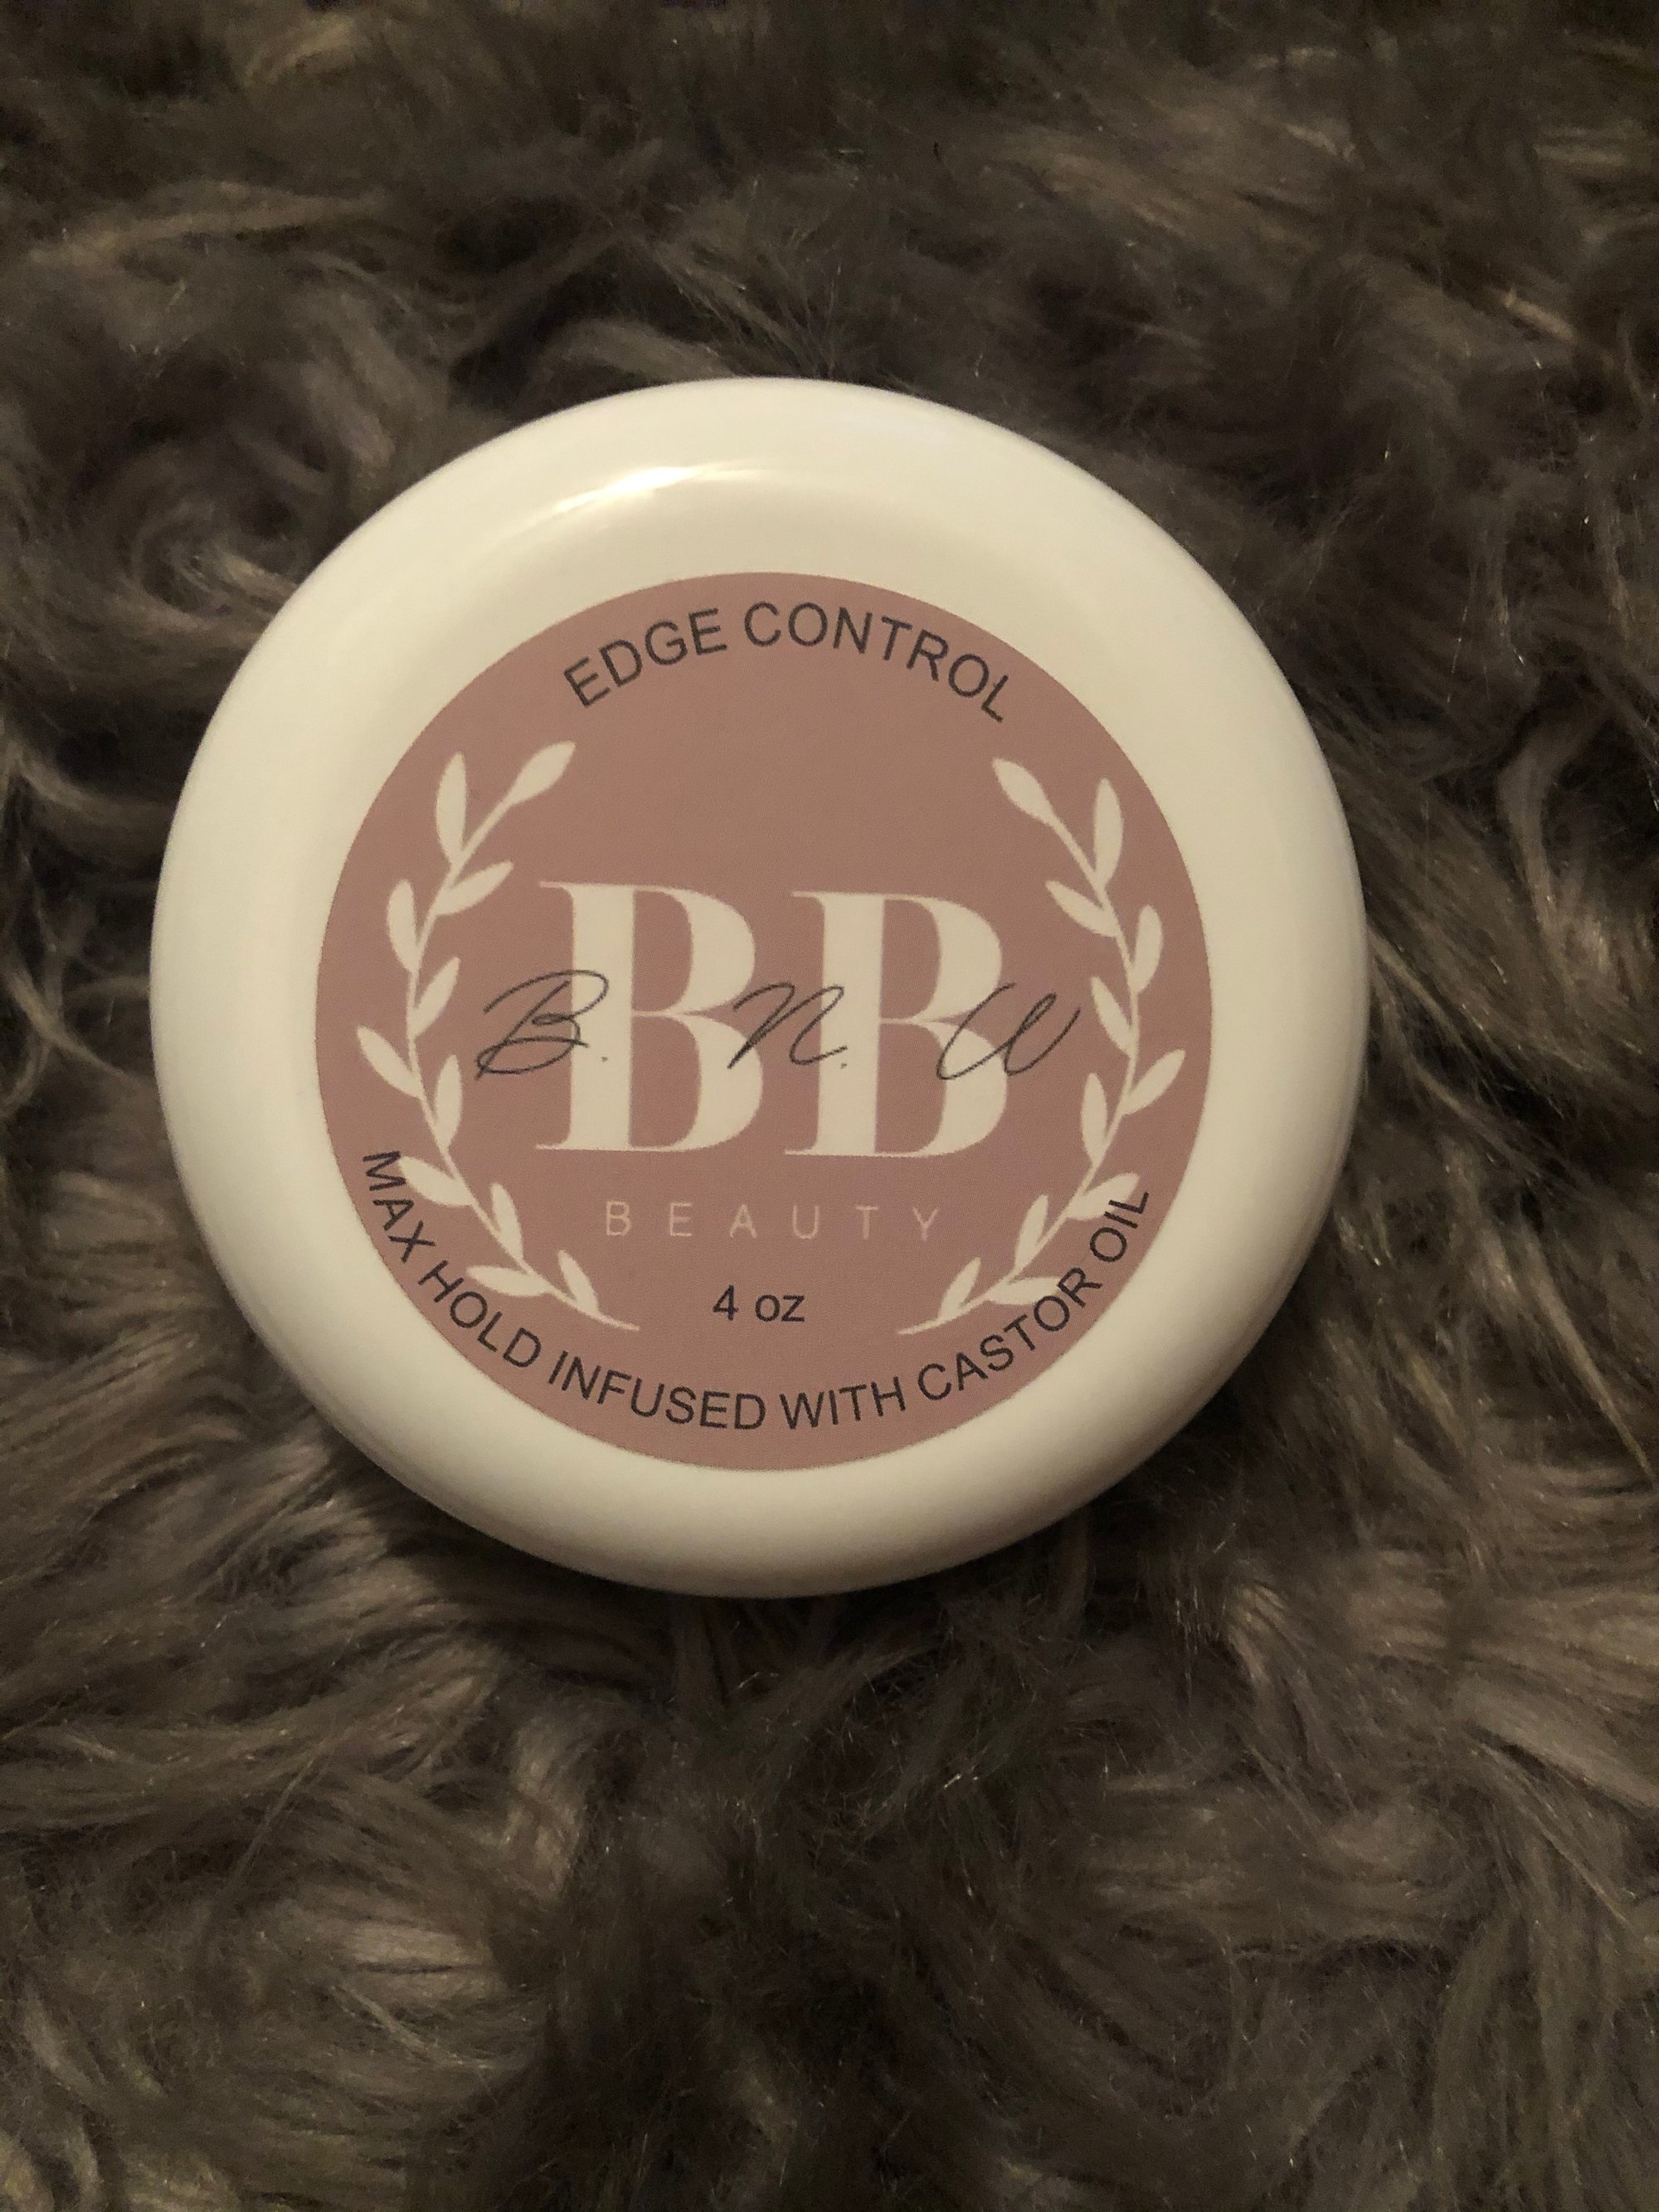 EDGE CONTROL
BB
B. N. W
BEAUTY
4 oz
MAX HOLD INFUSED WITH CASTOR OIL